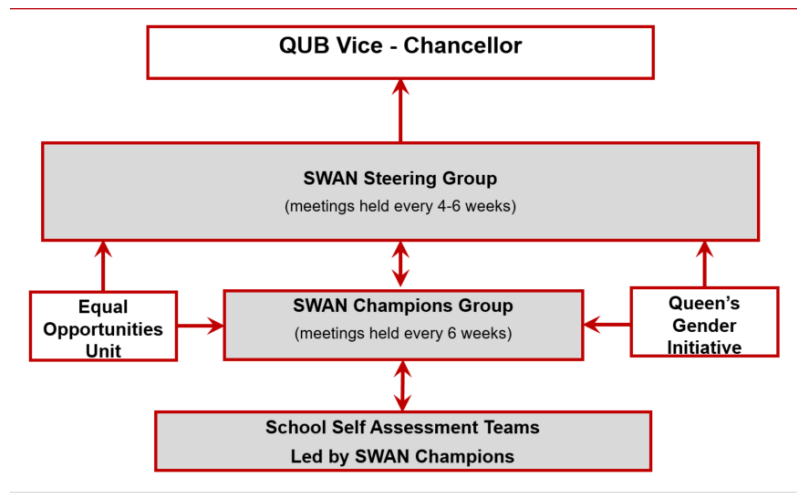 QUB Vice - Chancellor
SWAN Steering Group
(meetings held every 4-6 weeks)
Equal
Opportunities
Unit
SWAN Champions Group
(meetings held every 6 weeks)
Queen's
Gender
Initiative
School Self Assessment Teams
Led by SWAN Champions